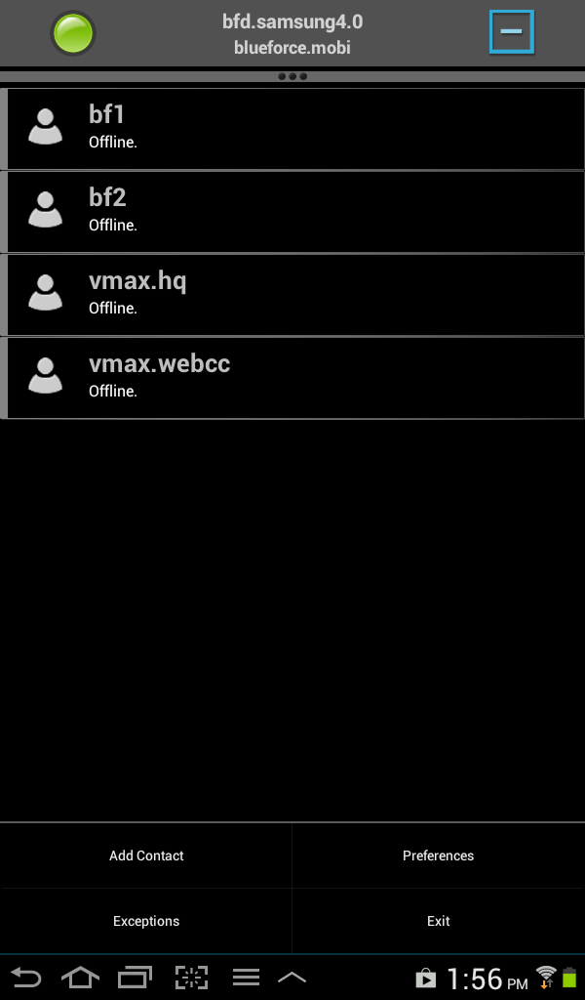 bfd.samsung4.0
blueforce.mobi
bf1
Offline.
bf2
Offline.
vmax.hq
Offline.
vmax.webcc
Offline.
Add Contact
Preferences
Exceptions
Exit
1:56 PM